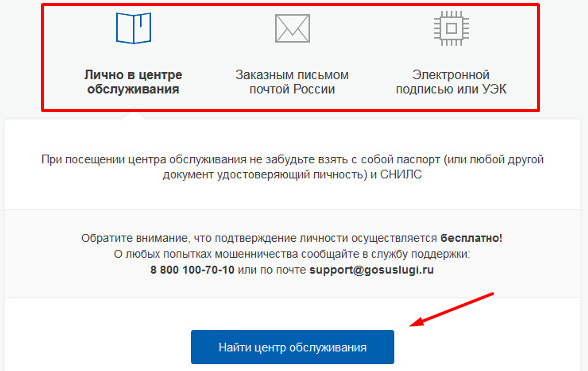 Лично в центре
обслуживания
Заказным письмом
почтой России
Электронной
подписью или УЭК
При посещении центра обслуживания не забудьте взять с собой паспорт (или любой другой
документ удостоверяющий личность) и СНИЛС
Обратите внимание, что подтверждение личности осуществляется бесплатно!
О любых попытках мошенничества сообщайте в службу поддержки:
8 800 100-70-10 или по почте support@gosuslugi.ru
Найти центр обслуживания